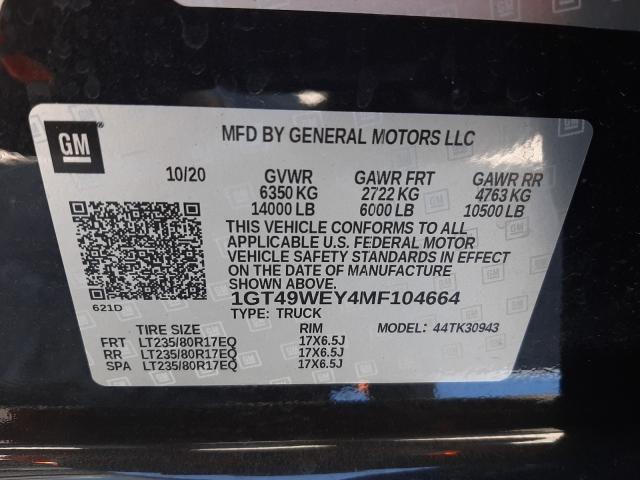 GM
MFD BY GENERAL MOTORS LLC
10/20 GVWR GAWR FRT GAWR RR
6350 KG 2722 KG 4763 KG
14000 LB 6000 LB 10500 LB
THIS VEHICLE CONFORMS TO ALL
APPLICABLE U.S. FEDERAL MOTOR
VEHICLE SAFETY STANDARDS IN EFFECT
ON THE DATE OF MANUFACTURE
SHOWN ABOVE.
621D
1GT49WEY4MF104664
TYPE: TRUCK
TIRE SIZE RIM MODEL: 44TK30943
FRT LT235/80R17EQ 17X6.5J
RR LT235/80R17EQ 17X6.5J
SPA LT235/80R17EQ 17X6.5J